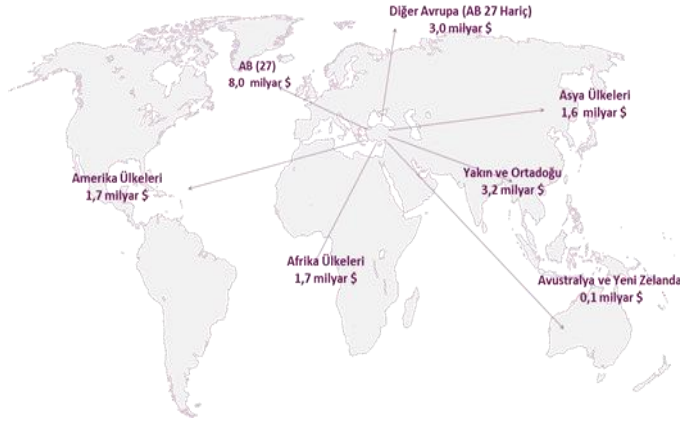 Diğer Avrupa (AB 27 Hariç)
3,0 milyar $
AB (27)
8,0 milyar $
Asya Ülkeleri
1,6 milyar $
Amerika Ülkeleri
1,7 milyar $
Yakın ve Ortadoğu
3,2 milyar $
Afrika Ülkeleri
1,7 milyar $
Avustralya ve Yeni Zelanda
0,1 milyar $